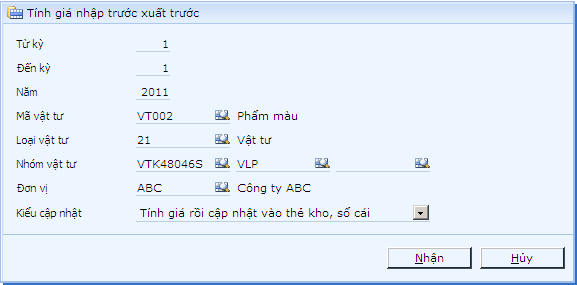 Tính giá nhập trước xuất trước
Từ kỳ 1
Đến kỳ 1
Năm 2011
Mã vật tư VT002 Phẩm màu
Loại vật tư 21 Vật tư
Nhóm vật tư VTK48046S VLP
Đơn vị ABC Công ty ABC
Kiểu cập nhật Tính giá rồi cập nhật vào thẻ kho, sổ cái
Nhận Hủy